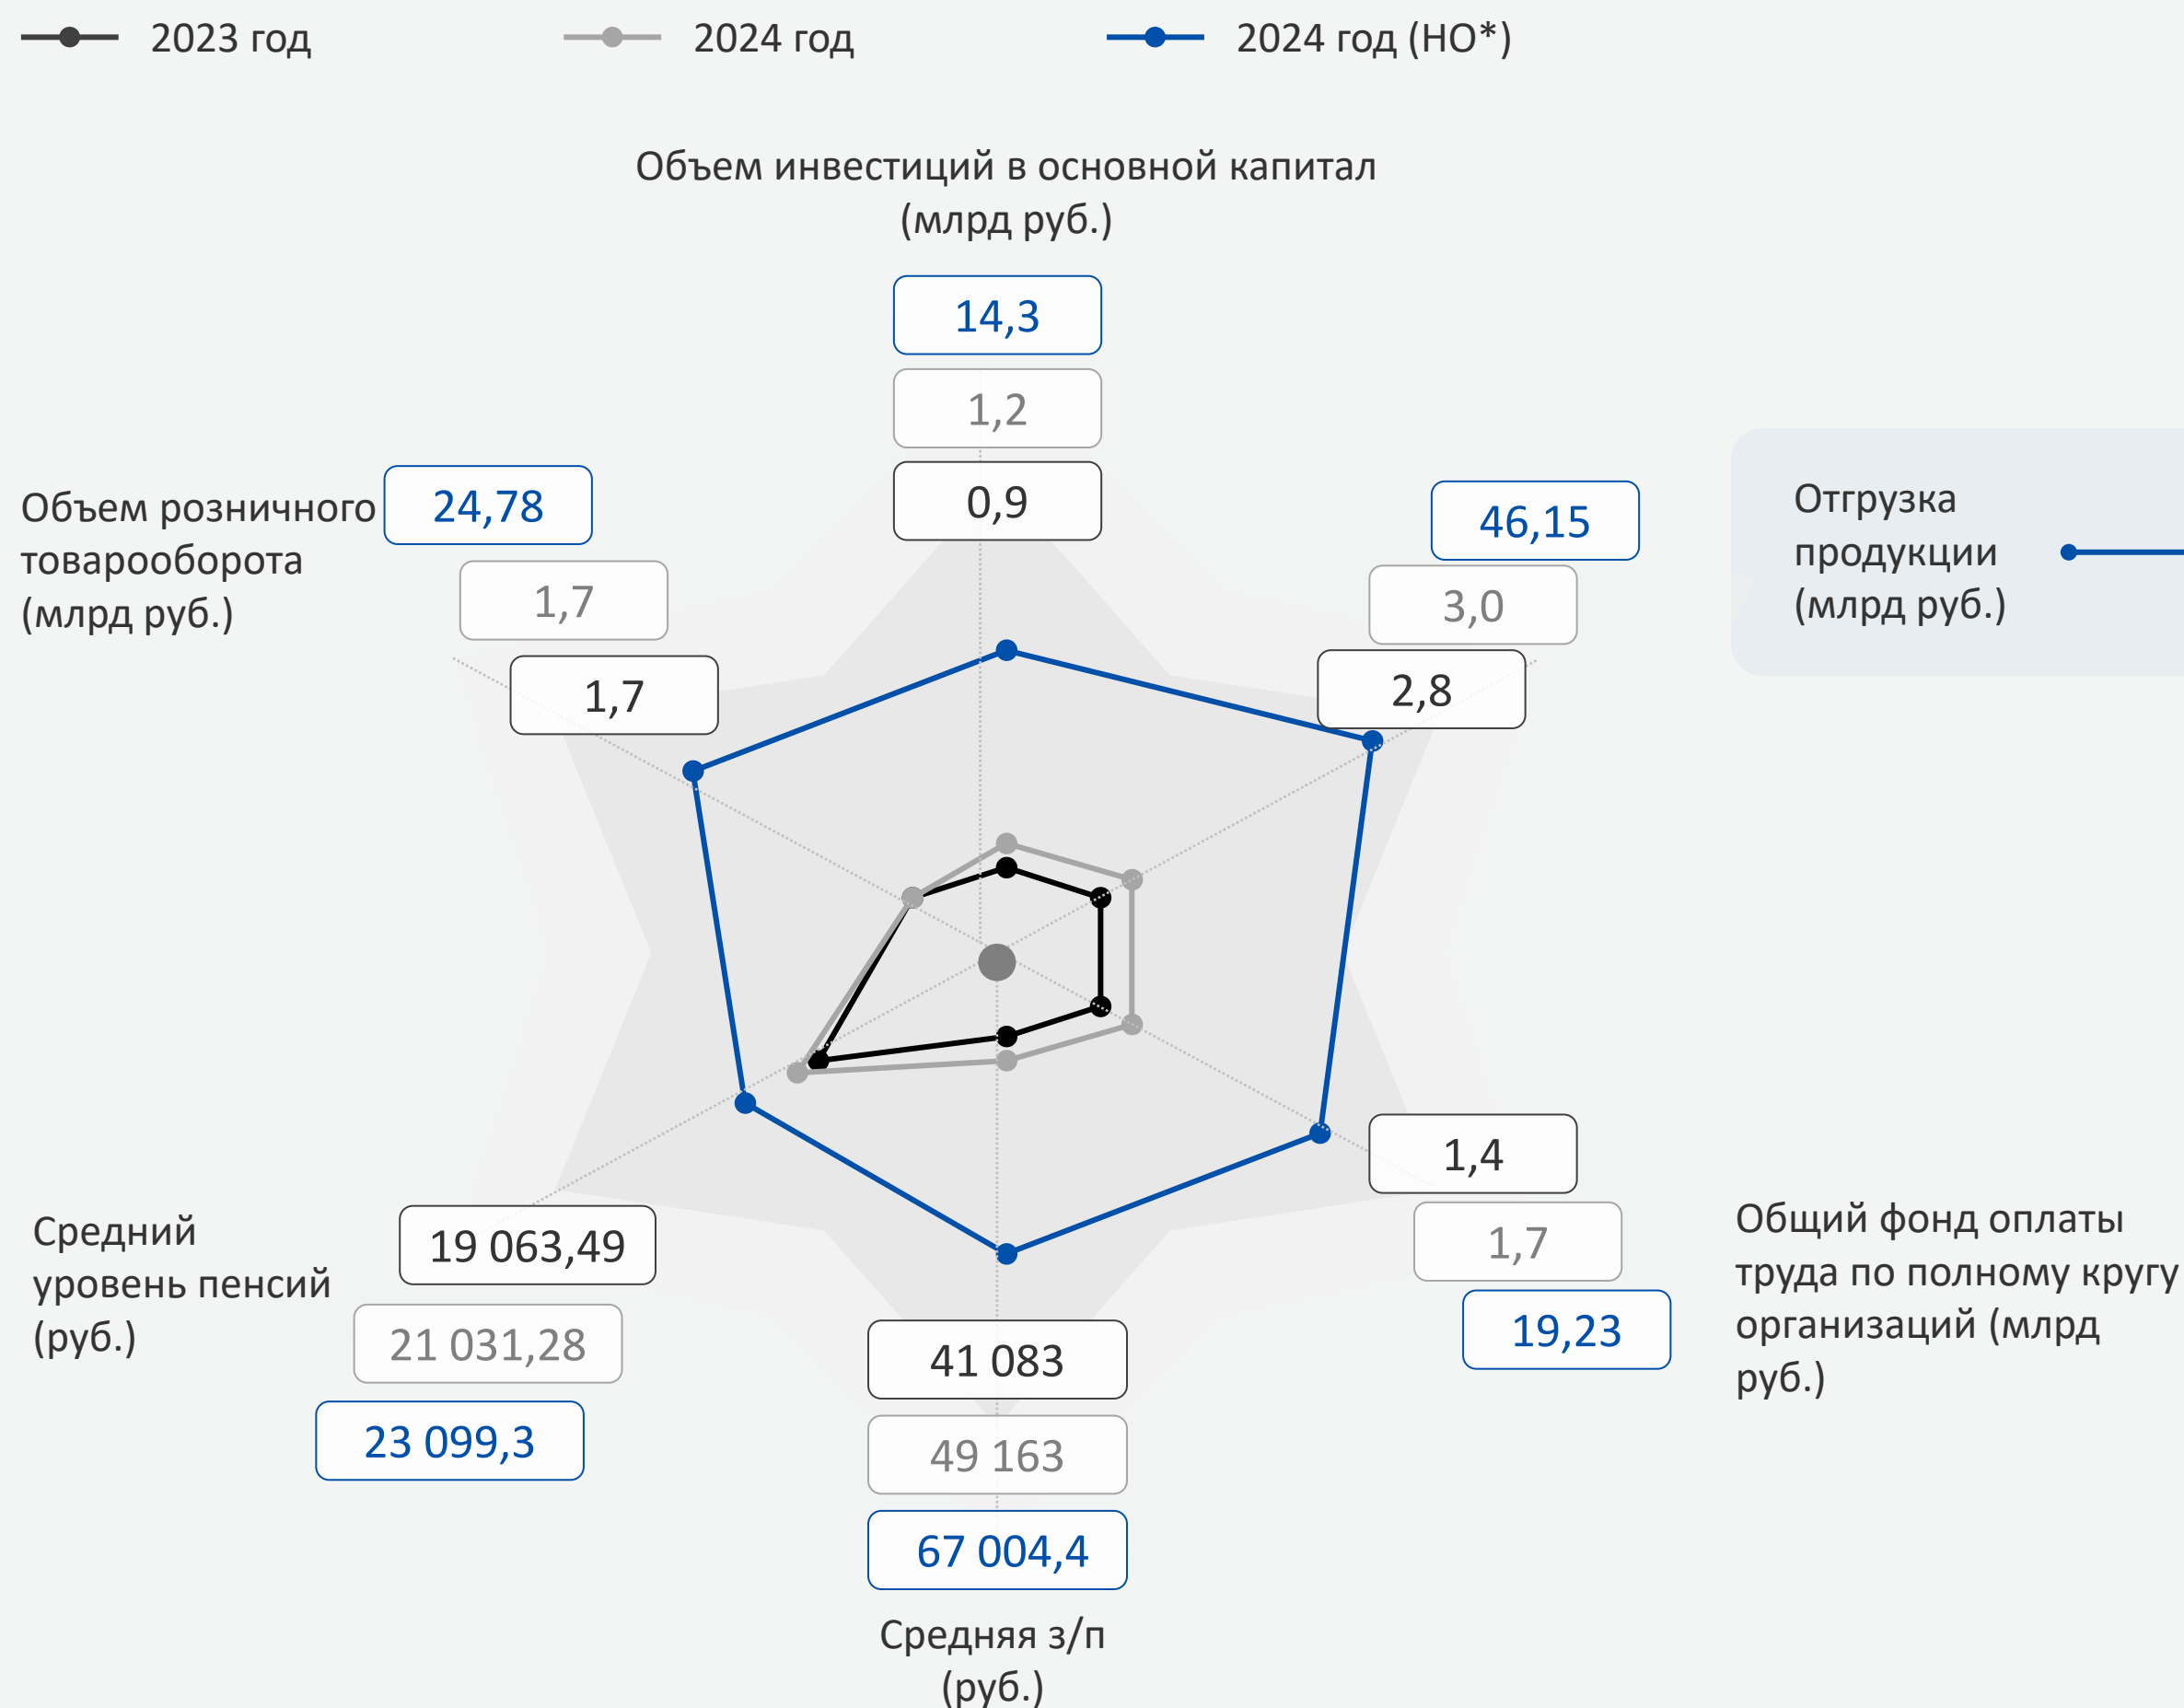 2023 год
2024 год
2024 год (НО*)
Объем инвестиций в основной капитал
(млрд руб.)
14,3
1,2
0,9
Объем розничного
товарооборота
(млрд руб.)
24,78
1,7
1,7
46,15
3,0
2,8
Отгрузка
продукции
(млрд руб.)
Средний
уровень пенсий
(руб.)
19 063,49
21 031,28
23 099,3
41 083
49 163
67 004,4
Средняя з/п
(руб.)
1,4
1,7
19,23
Общий фонд оплаты
труда по полному кругу
организаций (млрд
руб.)